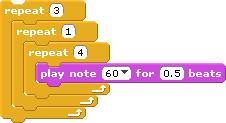 repeat 3
repeat 1
repeat 4
play note 60 for 0.5 beats